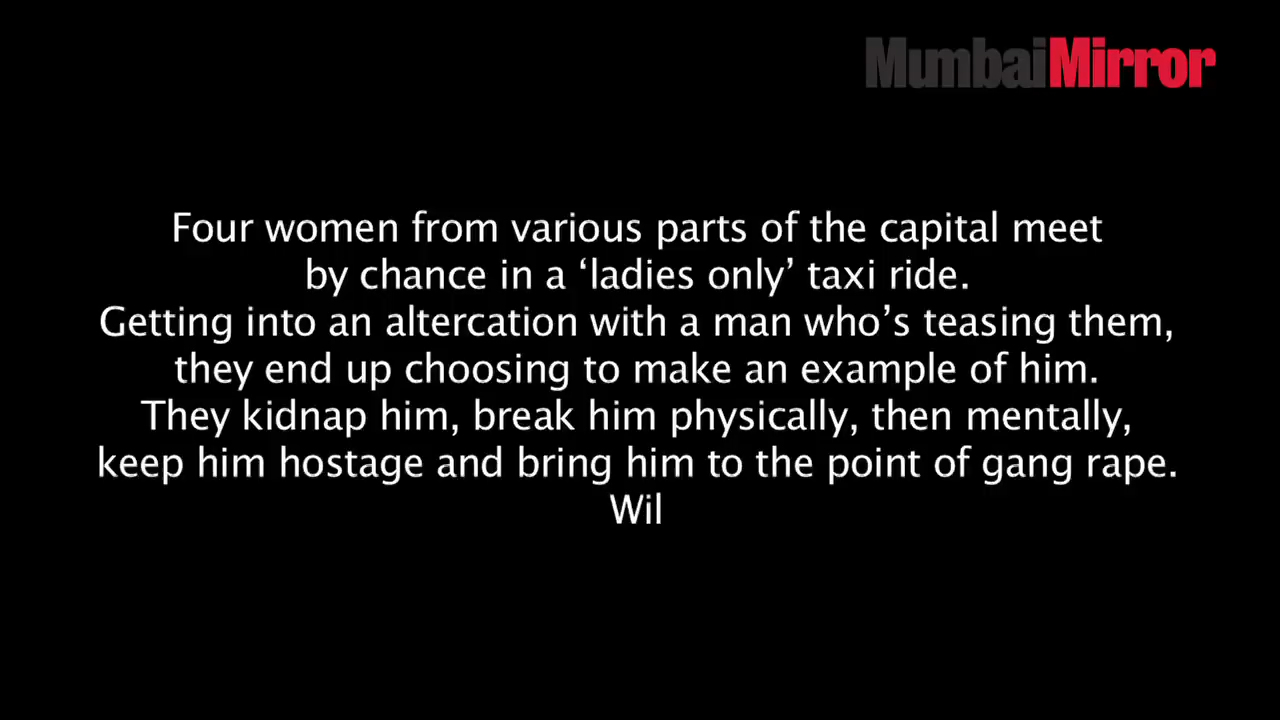 MumbaiMirror
Four women from various parts of the capital meet
by chance in a ‘ladies only’ taxi ride.
Getting into an altercation with a man who’s teasing them,
they end up choosing to make an example of him.
They kidnap him, break him physically, then mentally,
keep him hostage and bring him to the point of gang rape.
Wil